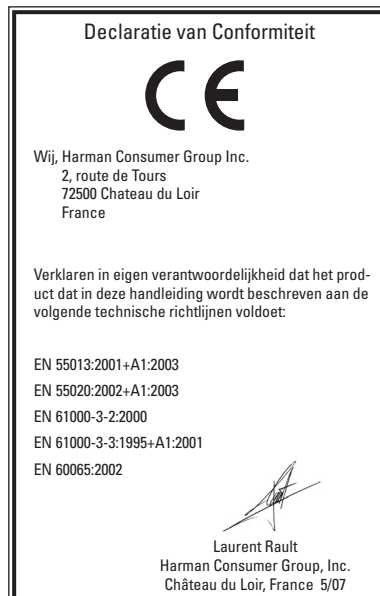 Declaratie van Conformiteit
CE
Wij, Harman Consumer Group Inc.
2, route de Tours
72500 Chateau du Loir
France
Verklaren in eigen verantwoordelijkheid dat het prod-
uct dat in deze handleiding wordt beschreven aan de
volgende technische richtlijnen voldoet:
EN 55013:2001+A1:2003
EN 55020:2002+A1:2003
EN 61000-3-2:2000
EN 61000-3-3:1995+A1:2001
EN 60065:2002
Laurent Rault
Harman Consumer Group, Inc.
Château du Loir, France 5/07